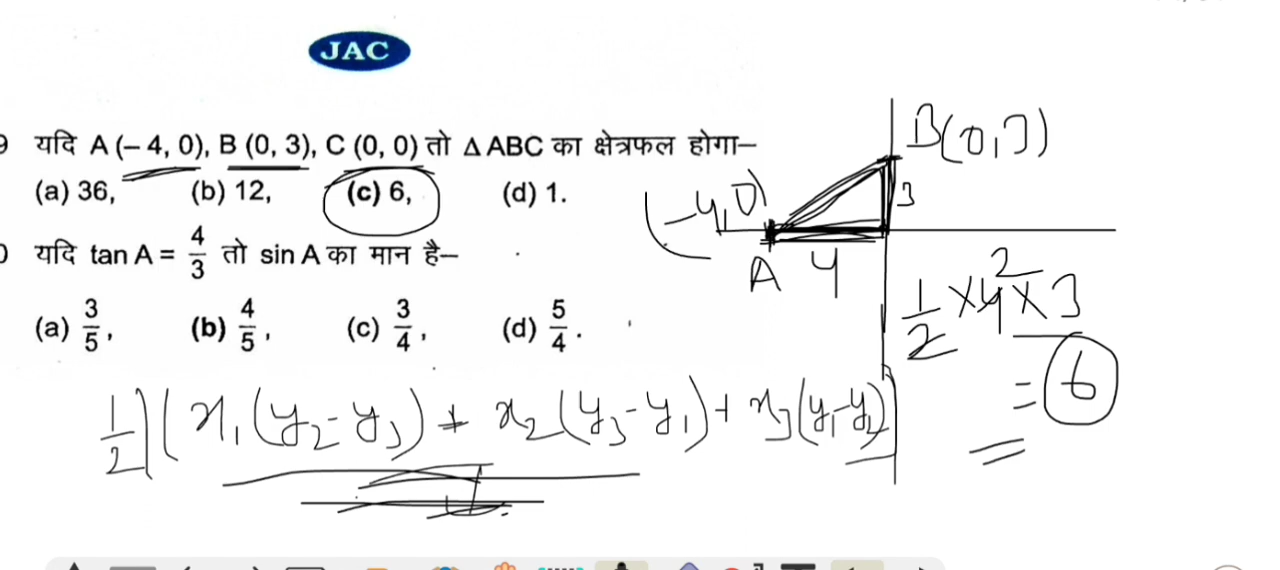 JAC
9 यदि A (– 4, 0), B (0, 3), C (0, 0) तो Δ ABC का क्षेत्रफल होगा–
(a) 36, (b) 12, (c) 6, (d) 1.
0 यदि tan A = 4/3 तो sin A का मान है–
(a) 3/5, (b) 4/5, (c) 3/4, (d) 5/4.
B(0,3)
(-4,0)
3
A 4
1/2 × 4 × 3
2
= 6
1/2 | (x₁(y₂-y₃) + x₂(y₃-y₁) + x₃(y₁-y₂)